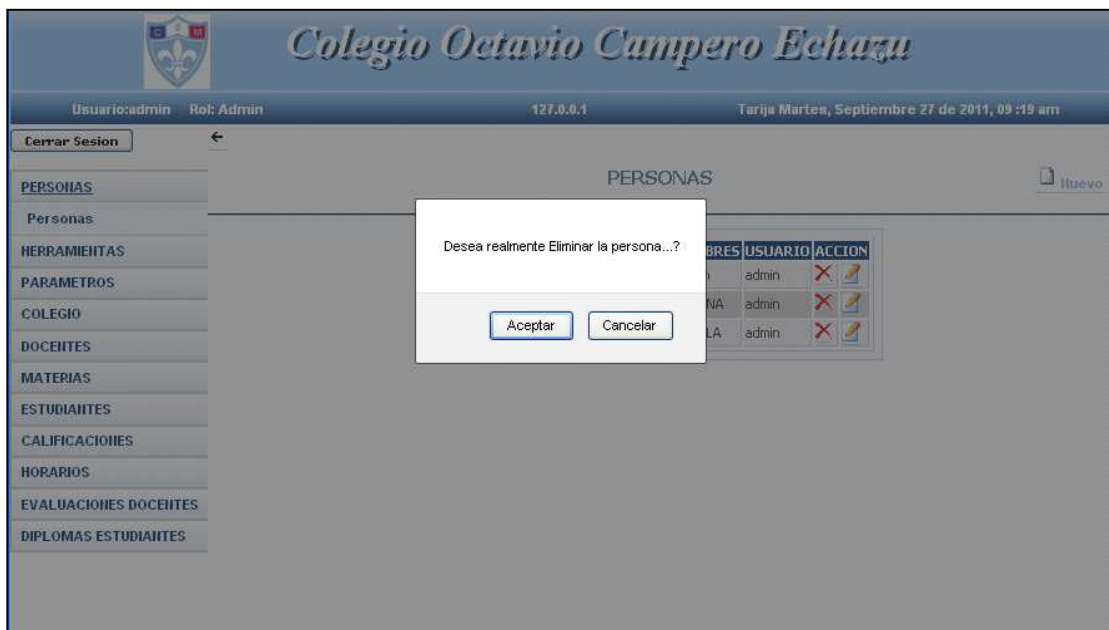 Colegio Octavio Campero Echazu
Usuario:admin Rol: Admin 127.0.0.1 Tarija Martes, Septiembre 27 de 2011, 09 :19 am
Cerrar Sesion
PERSONAS
Nuevo
PERSONAS
Personas
HERRAMIENTAS
PARAMETROS
COLEGIO
DOCENTES
MATERIAS
ESTUDIANTES
CALIFICACIONES
HORARIOS
EVALUACIONES DOCENTES
DIPLOMAS ESTUDIANTES
Desea realmente Eliminar la persona...?
Aceptar Cancelar
BRES USUARIO ACCION
admin
NA admin
LA admin